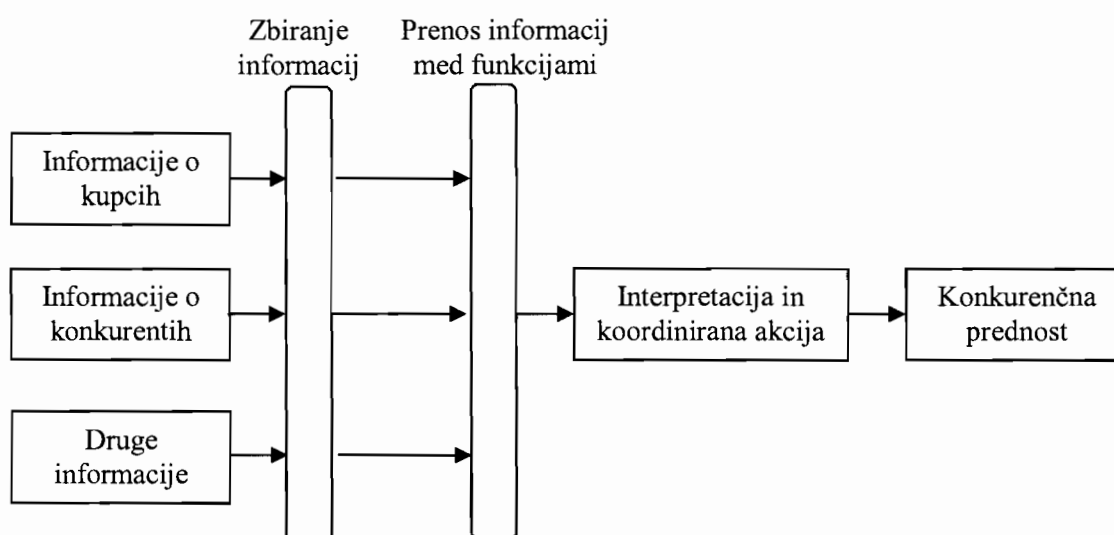 Zbiranje
informacij
Prenos informacij
med funkcijami
Informacije o
kupcih
Informacije o
konkurentih
Interpretacija in
koordinirana akcija
Konkurenčna
prednost
Druge
informacije